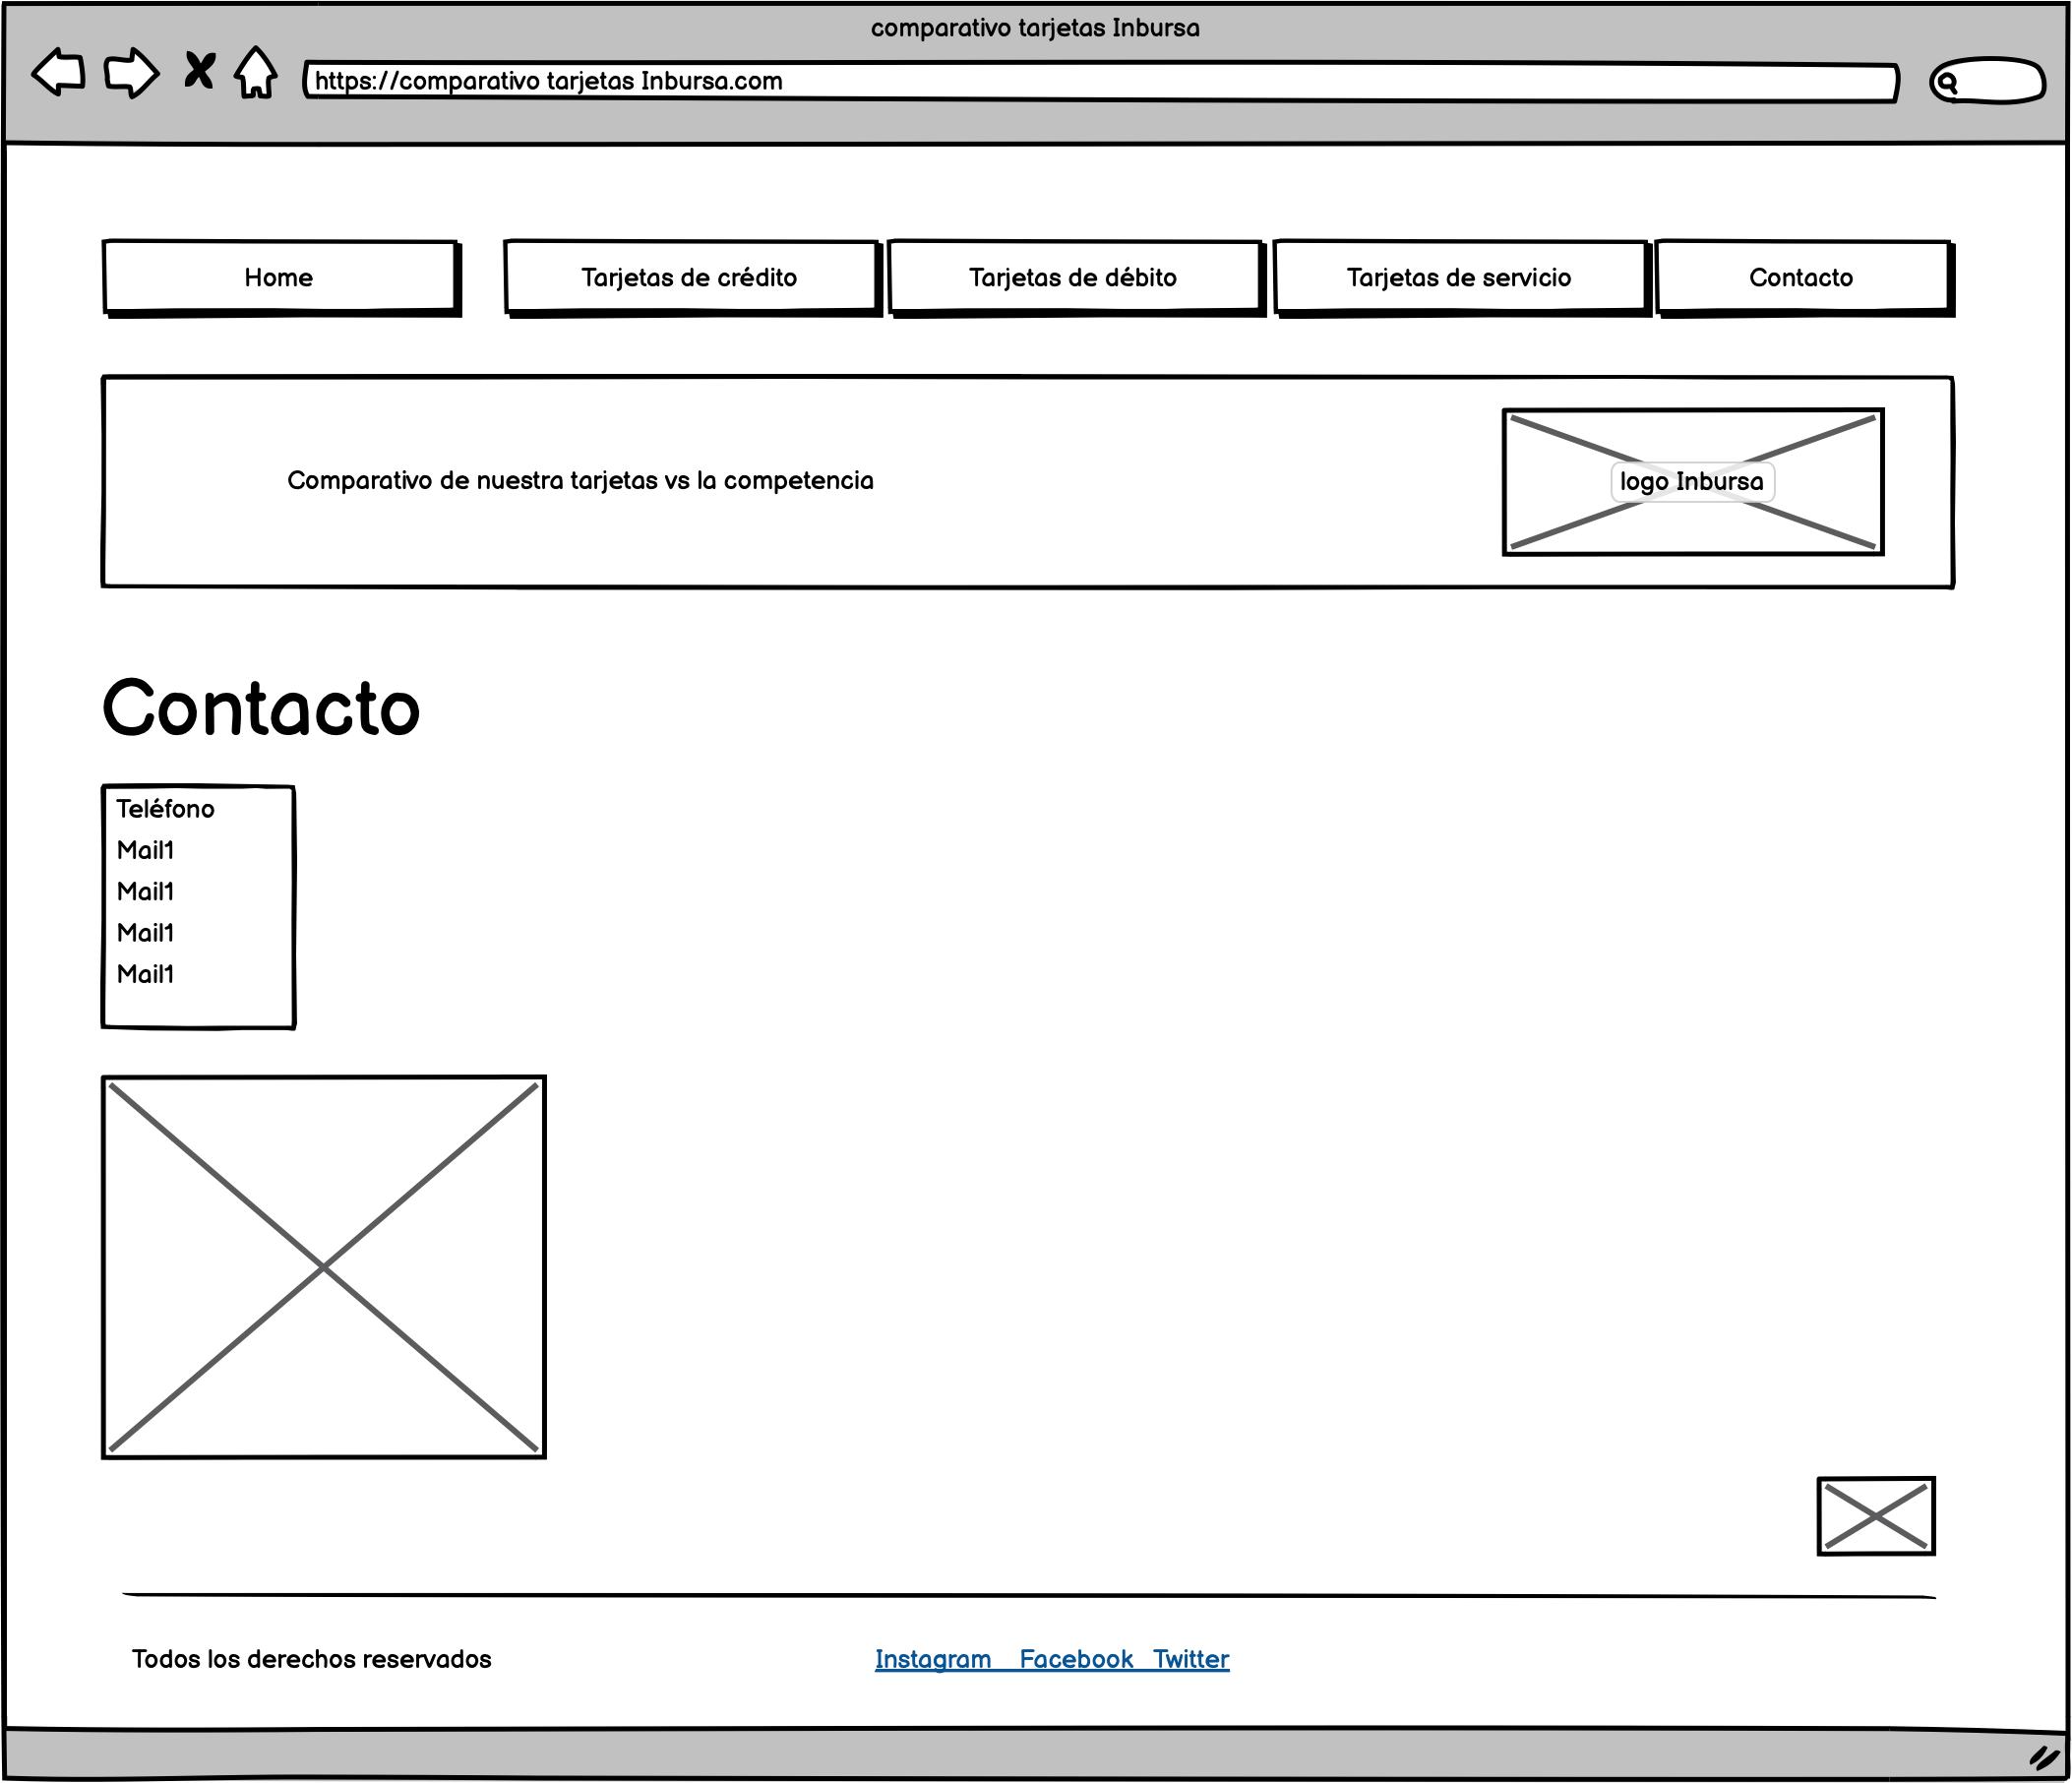 comparativo tarjetas Inbursa
https://comparativo tarjetas Inbursa.com
Home Tarjetas de crédito Tarjetas de débito Tarjetas de servicio Contacto
Comparativo de nuestra tarjetas vs la competencia
logo Inbursa
Contacto
Teléfono
Mail1
Mail1
Mail1
Mail1
Todos los derechos reservados Instagram Facebook Twitter